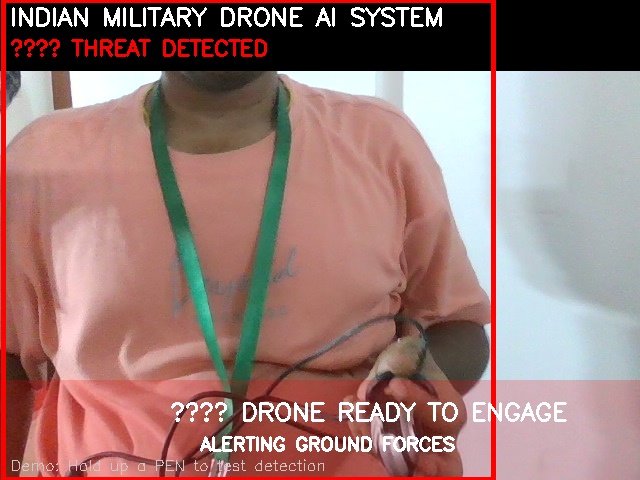 INDIAN MILITARY DRONE AI SYSTEM
???? THREAT DETECTED
???? DRONE READY TO ENGAGE
ALERTING GROUND FORCES
Demo: Hold up a PEN to test detection